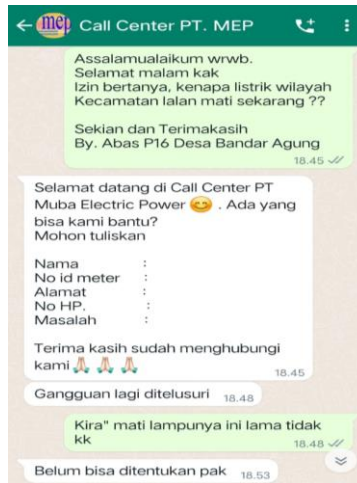 mep Call Center PT. MEP
Assalamualaikum wrwb.
Selamat malam kak
Izin bertanya, kenapa listrik wilayah
Kecamatan lalan mati sekarang ??
Sekian dan Terimakasih
By. Abas P16 Desa Bandar Agung
18.45
Selamat datang di Call Center PT
Muba Electric Power 😊 . Ada yang
bisa kami bantu?
Mohon tuliskan
Nama :
No id meter :
Alamat :
No HP. :
Masalah :
Terima kasih sudah menghubungi
kami 🙏 🙏 🙏
18.45
Gangguan lagi ditelusuri 18.48
Kira" mati lampunya ini lama tidak
kk
18.48
Belum bisa ditentukan pak 18.53